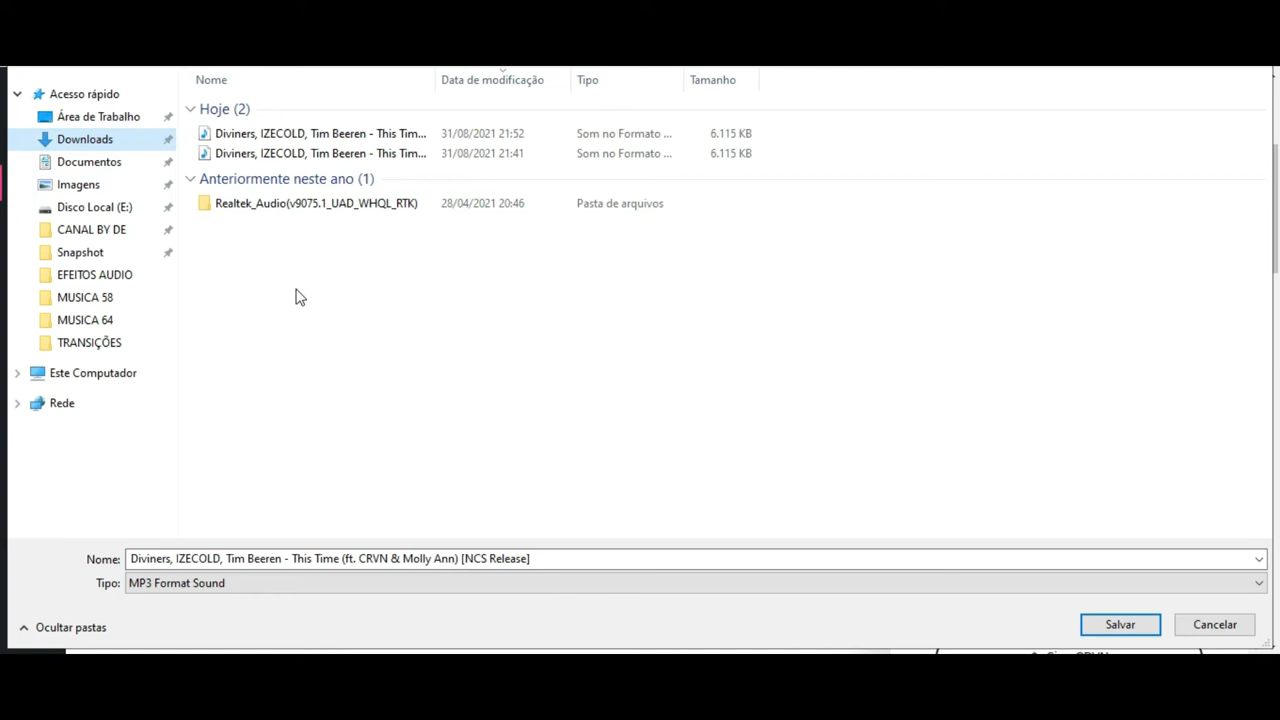 Nome Data de modificação Tipo Tamanho
Acesso rápido
Área de Trabalho
Downloads
Documentos
Imagens
Disco Local (E:)
CANAL BY DE
Snapshot
EFEITOS AUDIO
MUSICA 58
MUSICA 64
TRANSIÇÕES
Este Computador
Rede
Hoje (2)
Diviners, IZECOLD, Tim Beeren - This Tim... 31/08/2021 21:52 Som no Formato ... 6.115 KB
Diviners, IZECOLD, Tim Beeren - This Tim... 31/08/2021 21:41 Som no Formato ... 6.115 KB
Anteriormente neste ano (1)
Realtek_Audio(v9075.1_UAD_WHQL_RTK) 28/04/2021 20:46 Pasta de arquivos
Nome: Diviners, IZECOLD, Tim Beeren - This Time (ft. CRVN & Molly Ann) [NCS Release]
Tipo: MP3 Format Sound
Ocultar pastas Salvar Cancelar